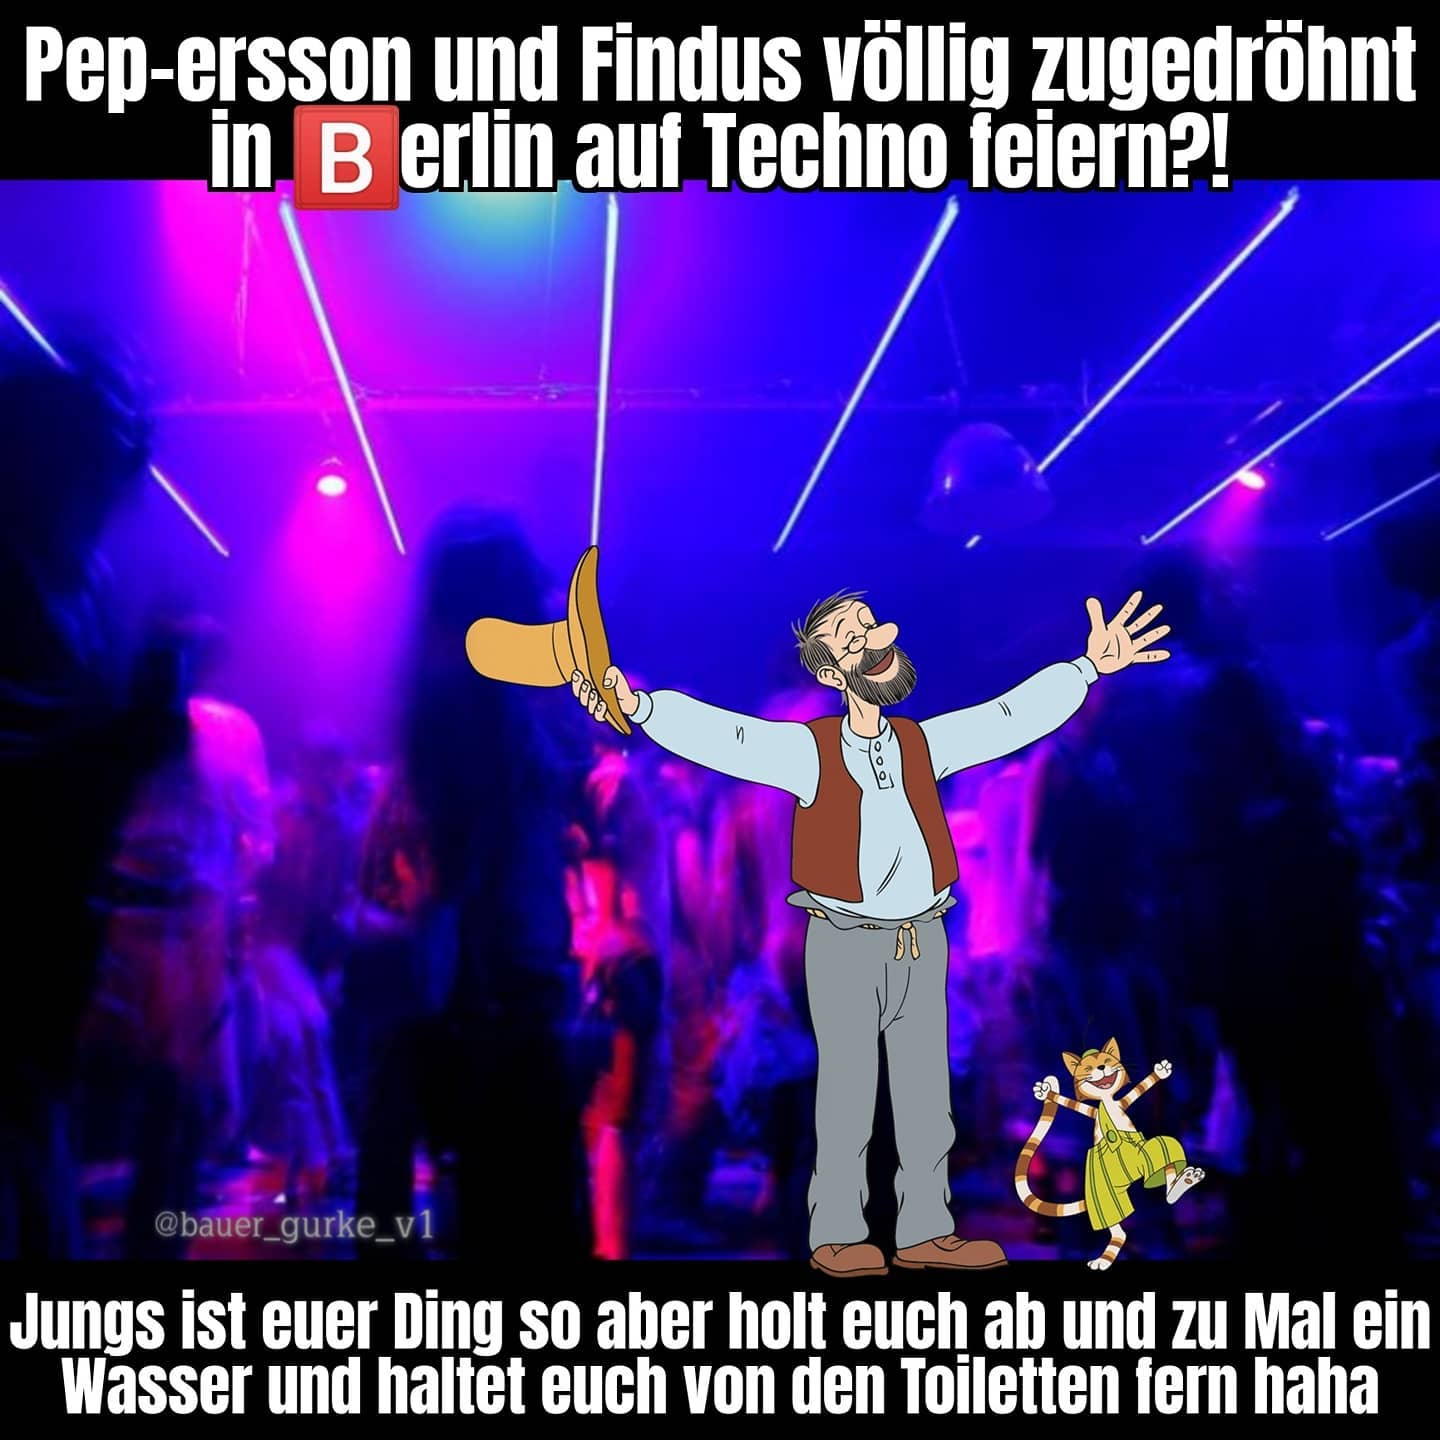 Pep-ersson und Findus völlig zugedröhnt
in 🅱️erlin auf Techno feiern?!
@bauer_gurke_v1
Jungs ist euer Ding so aber holt euch ab und zu Mal ein
Wasser und haltet euch von den Toiletten fern haha